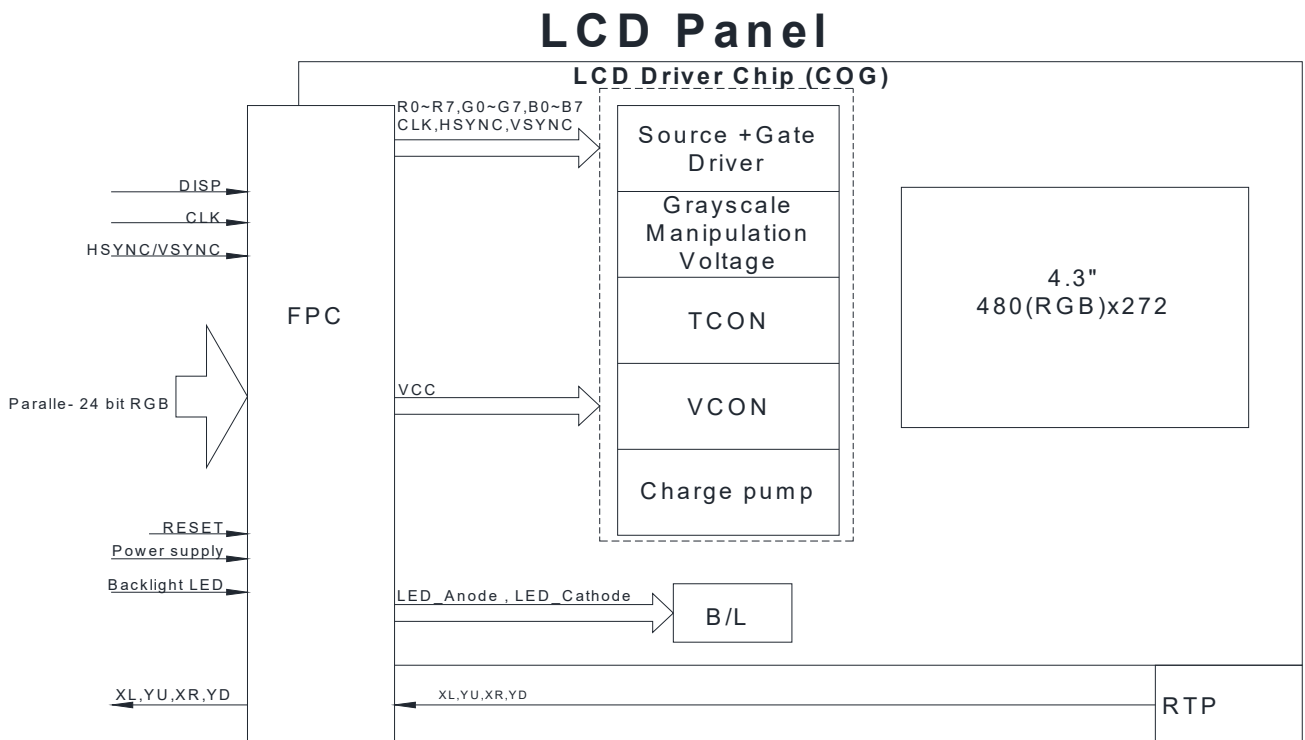 LCD Panel
LCD Driver Chip (COG)
R0~R7,G0~G7,B0~B7
CLK,HSYNC,VSYNC
Source +Gate
Driver
DISP
CLK
HSYNC/VSYNC
Grayscale
Manipulation
Voltage
4.3"
480(RGB)x272
FPC
TCON
Paralle- 24 bit RGB
VCC
VCON
Charge pump
RESET
Power supply
Backlight LED
LED_Anode , LED_Cathode
B/L
XL,YU,XR,YD
XL,YU,XR,YD
RTP